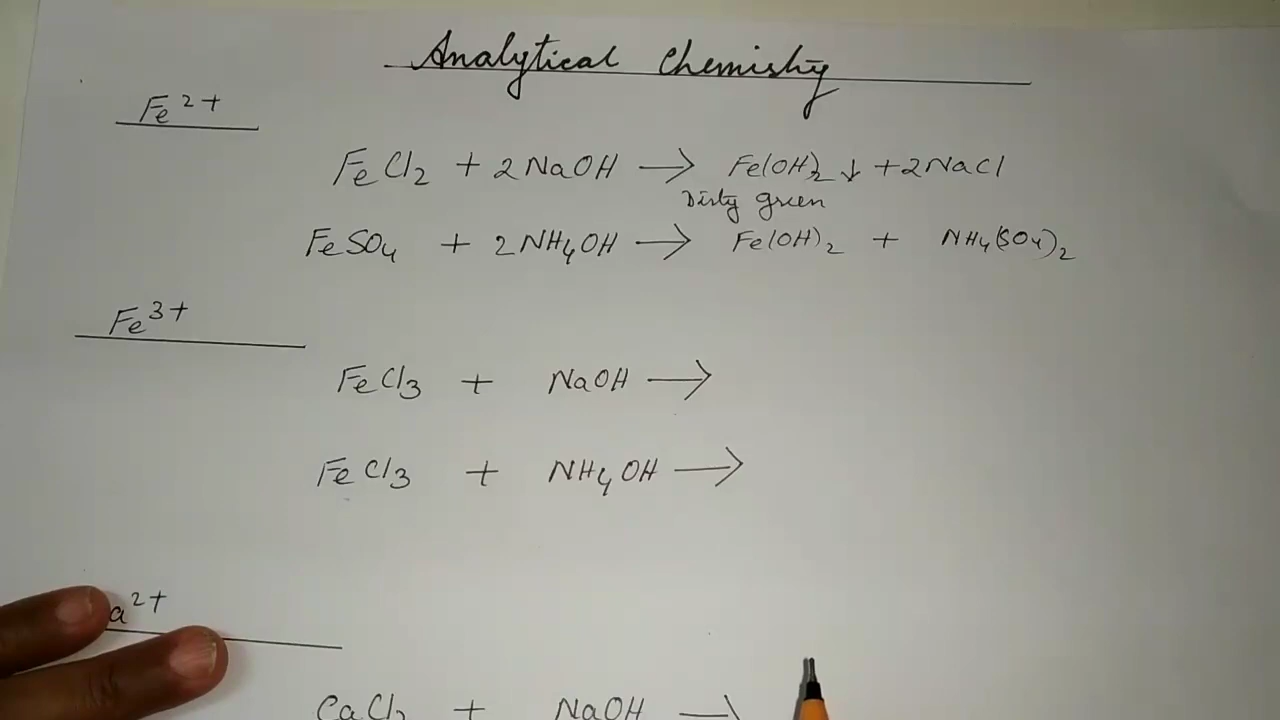 Analytical Chemistry
Fe²⁺
FeCl₂ + 2NaOH → Fe(OH)₂ ↓ + 2NaCl
Dirty green
FeSO₄ + 2NH₄OH → Fe(OH)₂ + NH₄(SO₄)₂
Fe³⁺
FeCl₃ + NaOH →
FeCl₃ + NH₄OH →
a²⁺
CaCl₂ + NaOH →